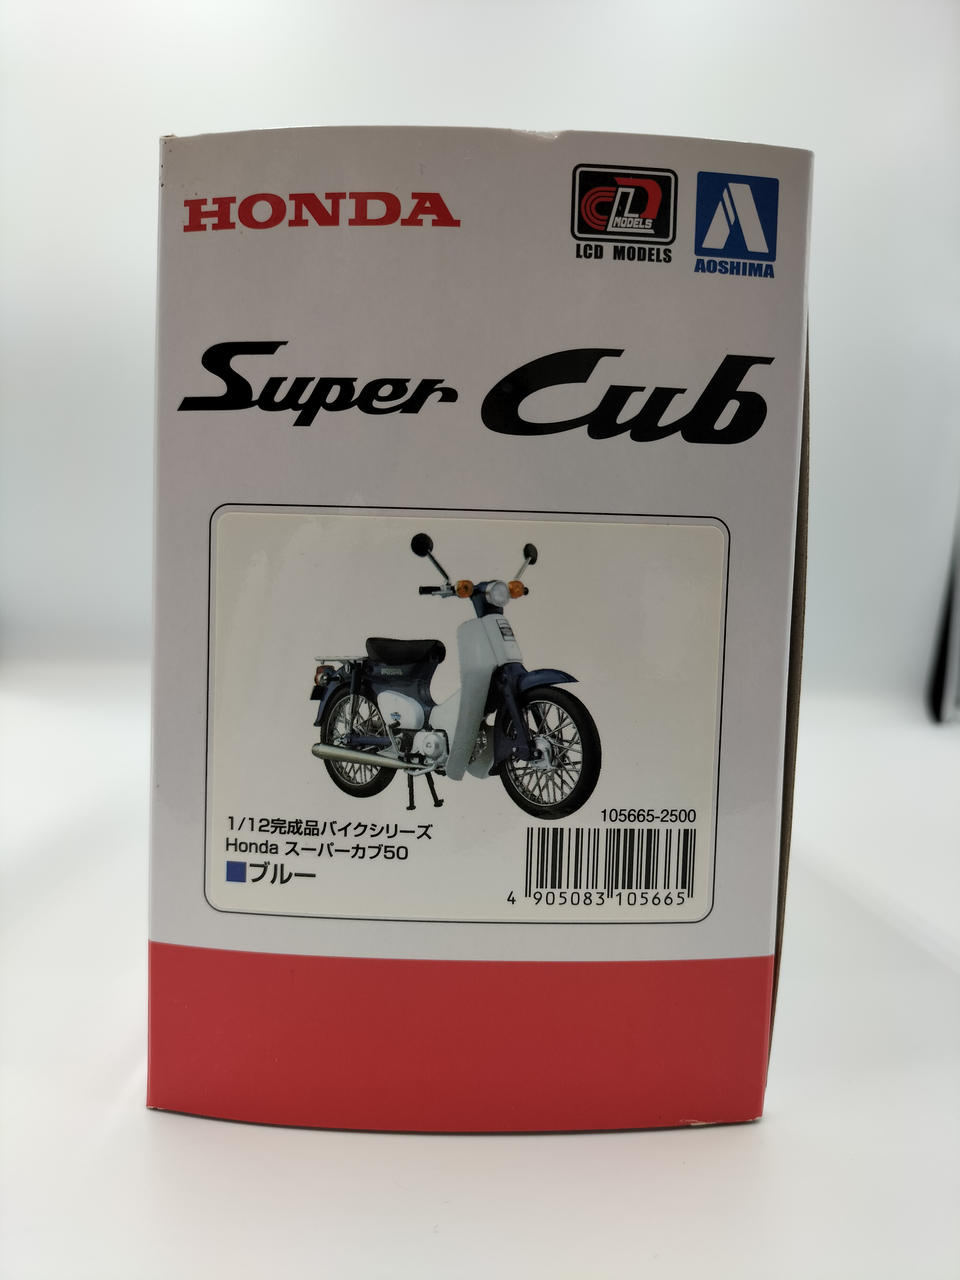 HONDA
CLD MODELS
LCD MODELS
AOSHIMA
Super Cub
105665-2500
1/12完成品バイクシリーズ
Honda スーパーカブ50
ブルー
4 905083 105665